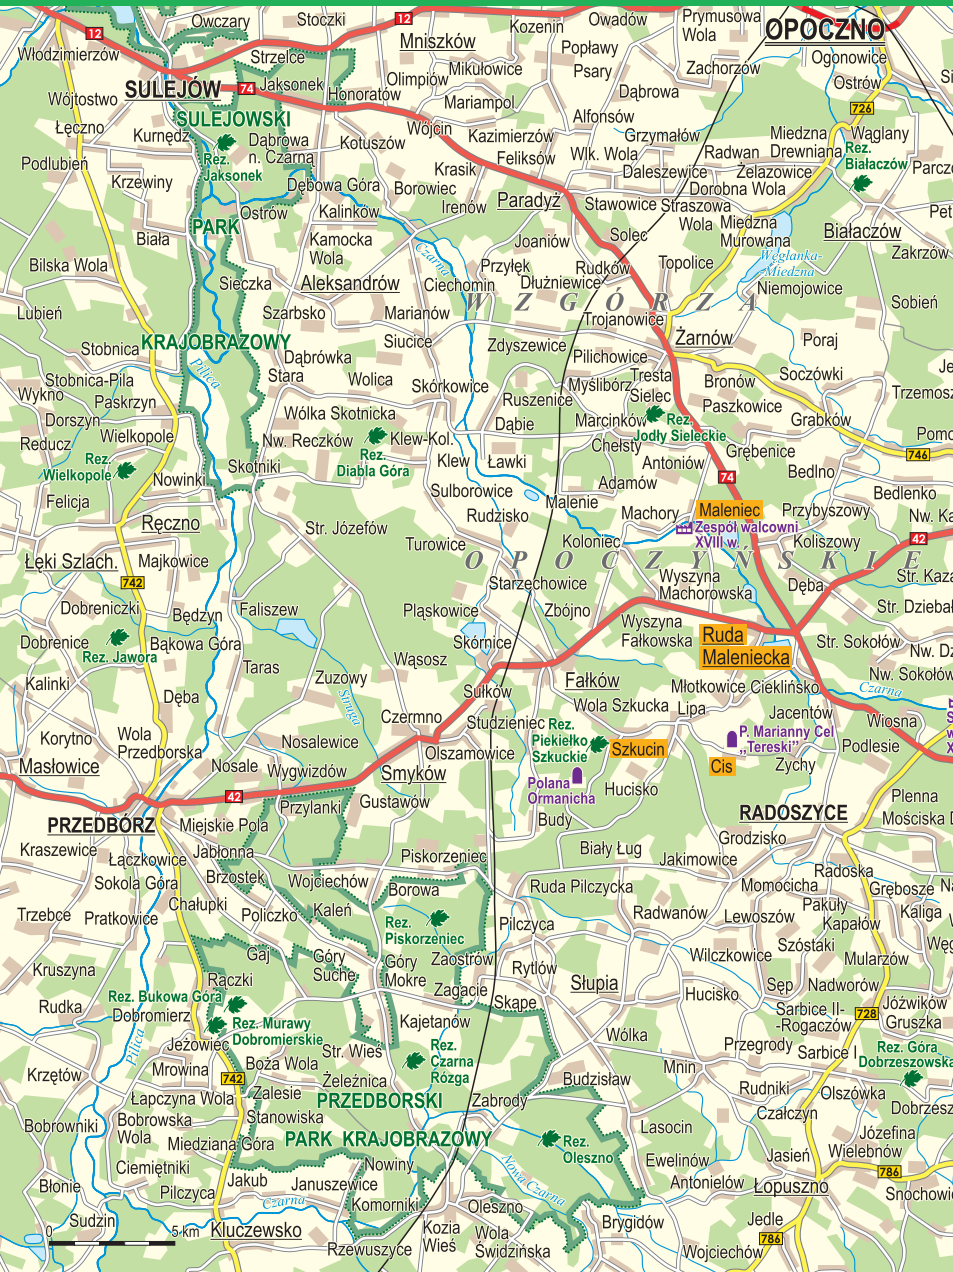 Owczary
Stoczki
12
12
Kozenin
Owadów
Prymusowa
Wola
OPOCZNO
Włodzimierzów
Mniszków
Popławy
Ogonowice
Strzelce
Mikułowice
Psary
Zachorzów
SULEJÓW
74
Jaksonek
Olimpiów
Ostrów
Wójtostwo
Honoratów
Mariampol
Dąbrowa
726
SULEJOWSKI
Alfonsów
Łęczno
Kurnędz
Wójcin
Kazimierzów
Grzymałów
Miedzna
Drewniana
Wąglany
Dąbrowa
n. Czarną
Kotuszów
Rez.
Białaczów
Podlubień
Rez.
Jaksonek
Feliksów
Wlk. Wola
Radwan
Krasik
Daleszewice
Żelazowice
Krzewiny
Dębowa Góra
Borowiec
Dorobna Wola
Irenów
Paradyż
Stawowice
Straszowa
Wola
Ostrów
Kalinków
Miedzna
Murowana
Białaczów
PARK
Solec
Biała
Kamocka
Wola
Czarna
Joaniów
Zakrzów
Bilska Wola
Przyłęk
Rudków
Topolice
Węglanka-
-Miedzna
Sieczka
Aleksandrów
Ciechomin
Dłużniewice
Niemojowice
WZGÓRZA
Sobień
Lubień
Szarbsko
Marianów
Trojanowice
KRAJOBRAZOWY
Siucice
Zdyszewice
Żarnów
Poraj
Stobnica
Dąbrówka
Stara
Pilichowice
Pilica
Wolica
Skórkowice
Myślibórz
Tresta
Bronów
Soczówki
Stobnica-Pila
Wykno
Paskrzyn
Ruszenice
Sielec
Paszkowice
Dorszyn
Wólka Skotnicka
Marcinków
Rez.
Jodły Sieleckie
Grabków
Reducz
Wielkopole
Nw. Reczków
Klew-Kol.
Dąbie
Chełsty
Rez.
Wielkopole
Rez.
Diabla Góra
Klew
Ławki
Antoniów
Grębenice
746
Skotniki
Bedlno
Nowinki
Adamów
74
Felicja
Sulborowice
Malenie
Bedlenko
Ręczno
Rudzisko
Machory
Maleniec
Przybyszowy
Str. Józefów
Zespół walcowni
XVIII w.
Łęki Szlach.
Majkowice
Turowice
Koloniec
Koliszowy
42
OPOCZYŃSKIE
742
Starzechowice
Wyszyna
Machorowska
Dęba
Dobreniczki
Będzyn
Faliszew
Pląskowice
Zbójno
Wyszyna
Fałkowska
Dobrenice
Rez. Jawora
Bąkowa Góra
Skórnice
Ruda
Maleniecka
Str. Sokołów
Taras
Wąsosz
Kalinki
Zuzowy
Fałków
Młotkowice
Cieklińsko
Nw. Sokołów
Dęba
Struga
Sułków
Wola Szkucka
Lipa
Czarna
Czermno
Studzieniec
Jacentów
Wiosna
Korytno
Wola
Przedborska
Nosalewice
Rez.
Piekiełko
Szkuckie
Szkucin
P. Marianny Cel
„Tereski”
Masłowice
Nosale
Olszamowice
Podlesie
Wygwizdów
Smyków
Polana
Ormanicha
Cis
Zychy
42
Przylanki
Gustawów
Hucisko
Plenna
PRZEDBÓRZ
Miejskie Pola
Budy
RADOSZYCE
Kraszewice
Jabłonna
Grodzisko
Łączkowice
Piskorzeniec
Biały Ług
Jakimowice
Brzostek
Wojciechów
Radoska
Sokola Góra
Borowa
Ruda Pilczycka
Momocicha
Grębosze
Chałupki
Trzebce
Pratkowice
Policzko
Kaleń
Rez.
Piskorzeniec
Pilczyca
Radwanów
Lewoszów
Pakuły
Kapałów
Kaliga
Gaj
Góry
Suche
Góry
Mokre
Zaostrów
Wilczkowice
Szóstaki
Mularzów
Kruszyna
Rączki
Rytlów
Zagacie
Słupia
Hucisko
Sęp
Nadworów
Rez. Bukowa Góra
Skąpe
Sarbice II-
-Rogaczów
Jóźwików
Rudka
Dobromierz
Rez. Murawy
Dobromierskie
Kajetanów
728
Gruszka
Pilica
Jeżowiec
Str. Wieś
Rez.
Czarna
Rózga
Wólka
Przegrody
Rez. Góra
Dobrzeszowska
Krzętów
Mrowina
Boża Wola
Mnin
Sarbice I
742
Żeleźnica
Budzisław
Łapczyna Wola
Zalesie
PRZEDBORSKI
Zabrody
Rudniki
Olszówka
Bobrowniki
Bobrowska
Wola
Stanowiska
Czałczyn
Miedziana Góra
PARK KRAJOBRAZOWY
Rez.
Oleszno
Lasocin
Józefina
Ciemiętniki
Nowiny
Nowa Czarna
Ewelinów
Jasień
Wielebnów
Błonie
Pilczyca
Jakub
Januszewice
Antonielów
Łopuszno
786
Czarna
Komorniki
Oleszno
Sudzin
0
5 km
Kluczewsko
Kozia
Wieś
Wola
Świdzińska
Brygidów
Jedle
Rzewuszyce
Wojciechów
786